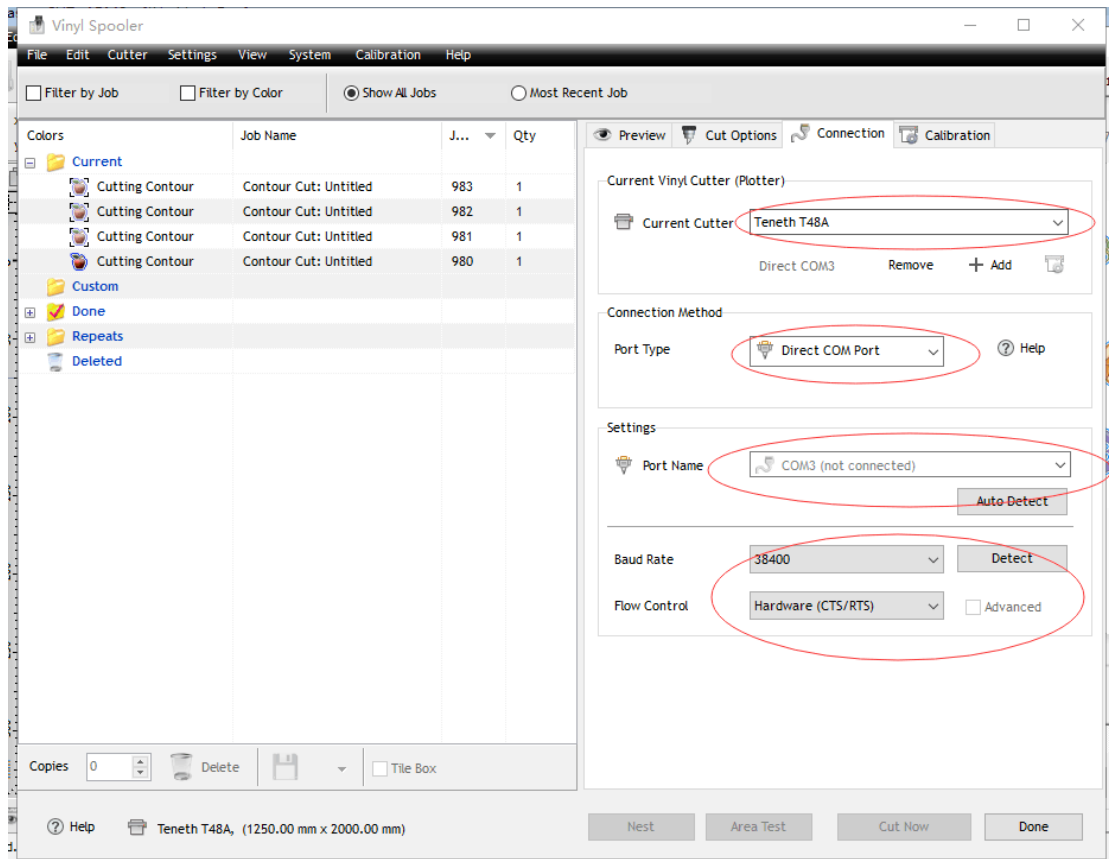 Vinyl Spooler
File Edit Cutter Settings View System Calibration Help
Filter by Job Filter by Color Show All Jobs Most Recent Job
Colors Job Name J... Qty
Current
Cutting Contour Contour Cut: Untitled 983 1
Cutting Contour Contour Cut: Untitled 982 1
Cutting Contour Contour Cut: Untitled 981 1
Cutting Contour Contour Cut: Untitled 980 1
Custom
Done
Repeats
Deleted
Copies 0 Delete Tile Box
Preview Cut Options Connection Calibration
Current Vinyl Cutter (Plotter)
Current Cutter Teneth T48A
Direct COM3 Remove + Add
Connection Method
Port Type Direct COM Port Help
Settings
Port Name COM3 (not connected)
Auto Detect
Baud Rate 38400 Detect
Flow Control Hardware (CTS/RTS) Advanced
Help Teneth T48A, (1250.00 mm x 2000.00 mm) Nest Area Test Cut Now Done